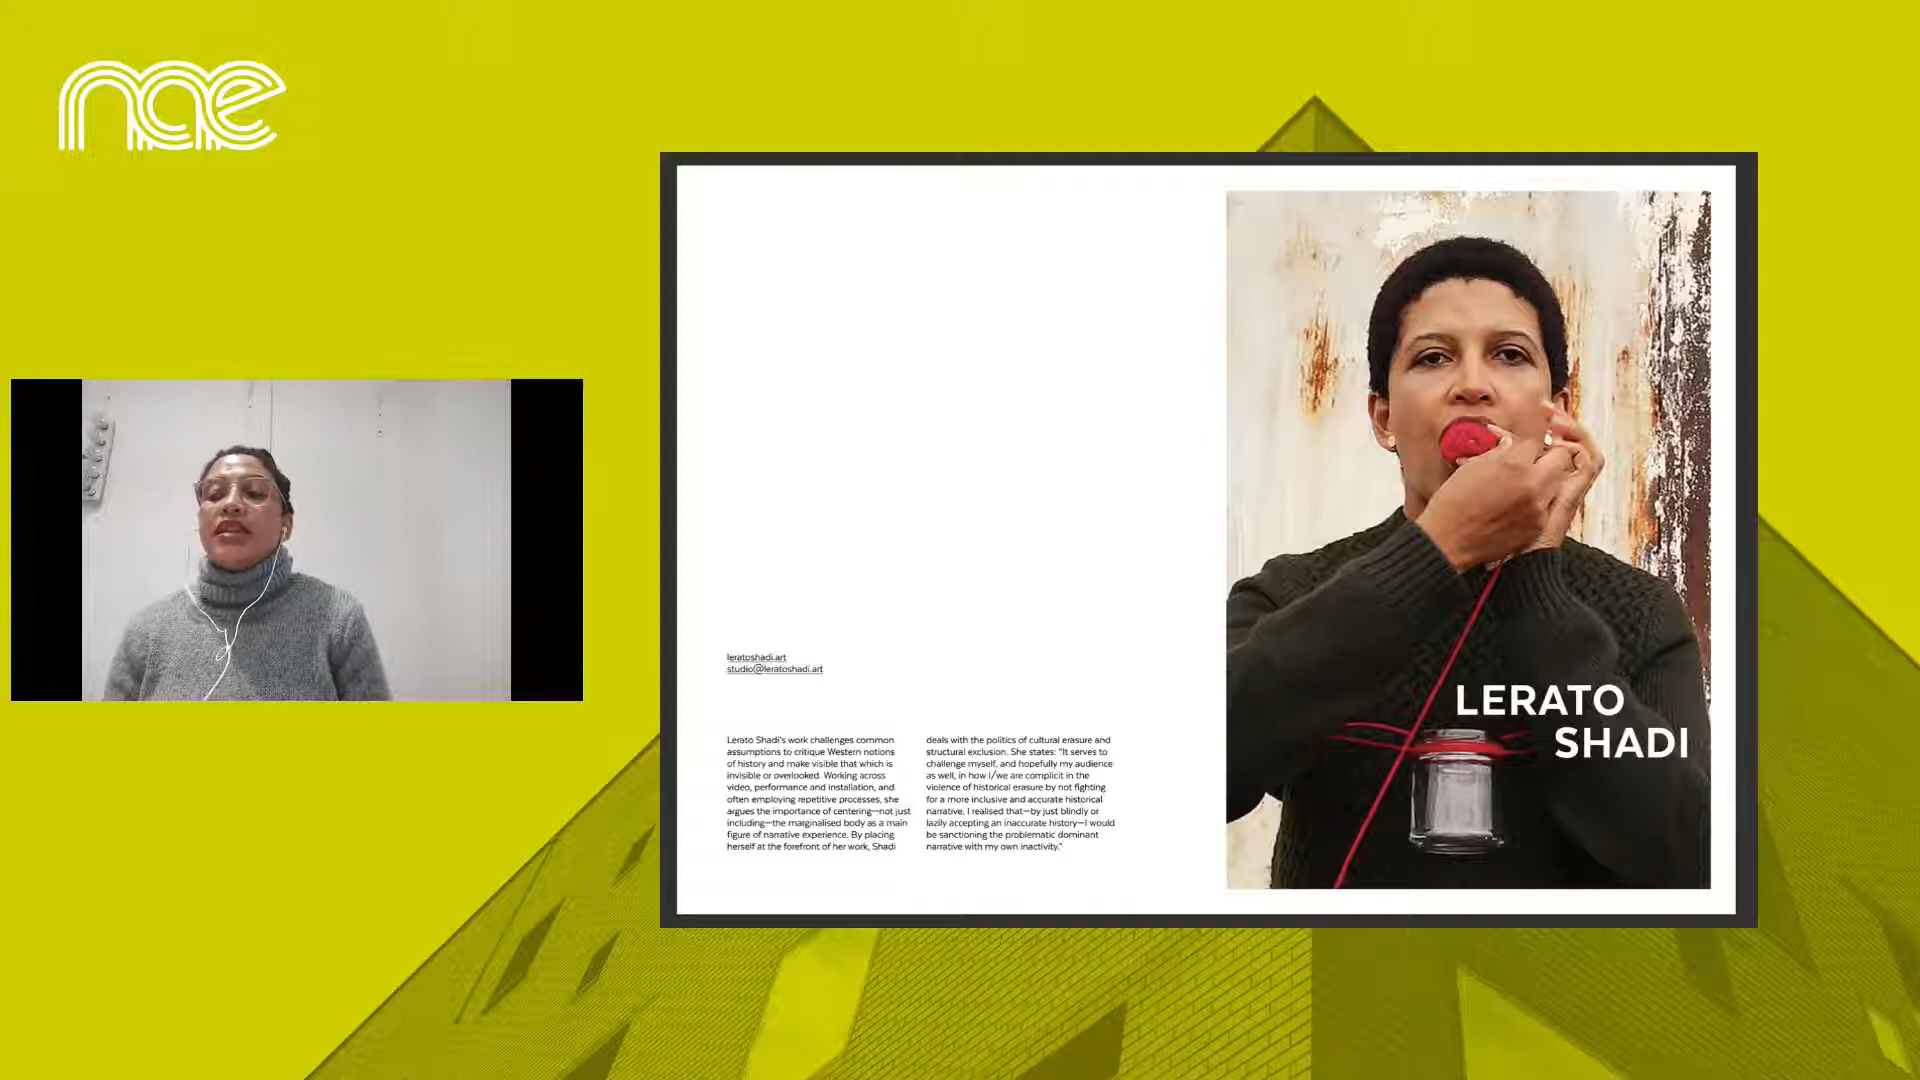 nae
leratoshadi.art
studio@leratoshadi.art
Lerato Shadi's work challenges common
assumptions to critique Western notions
of history and make visible that which is
invisible or overlooked. Working across
video, performance and installation, and
often employing repetitive processes, she
argues the importance of centering—not just
including—the marginalised body as a main
figure of narrative experience. By placing
herself at the forefront of her work, Shadi
deals with the politics of cultural erasure and
structural exclusion. She states: "It serves to
challenge myself, and hopefully my audience
as well, in how I/we are complicit in the
violence of historical erasure by not fighting
for a more inclusive and accurate historical
narrative. I realised that—by just blindly or
lazily accepting an inaccurate history—I would
be sanctioning the problematic dominant
narrative with my own inactivity."
LERATO
SHADI